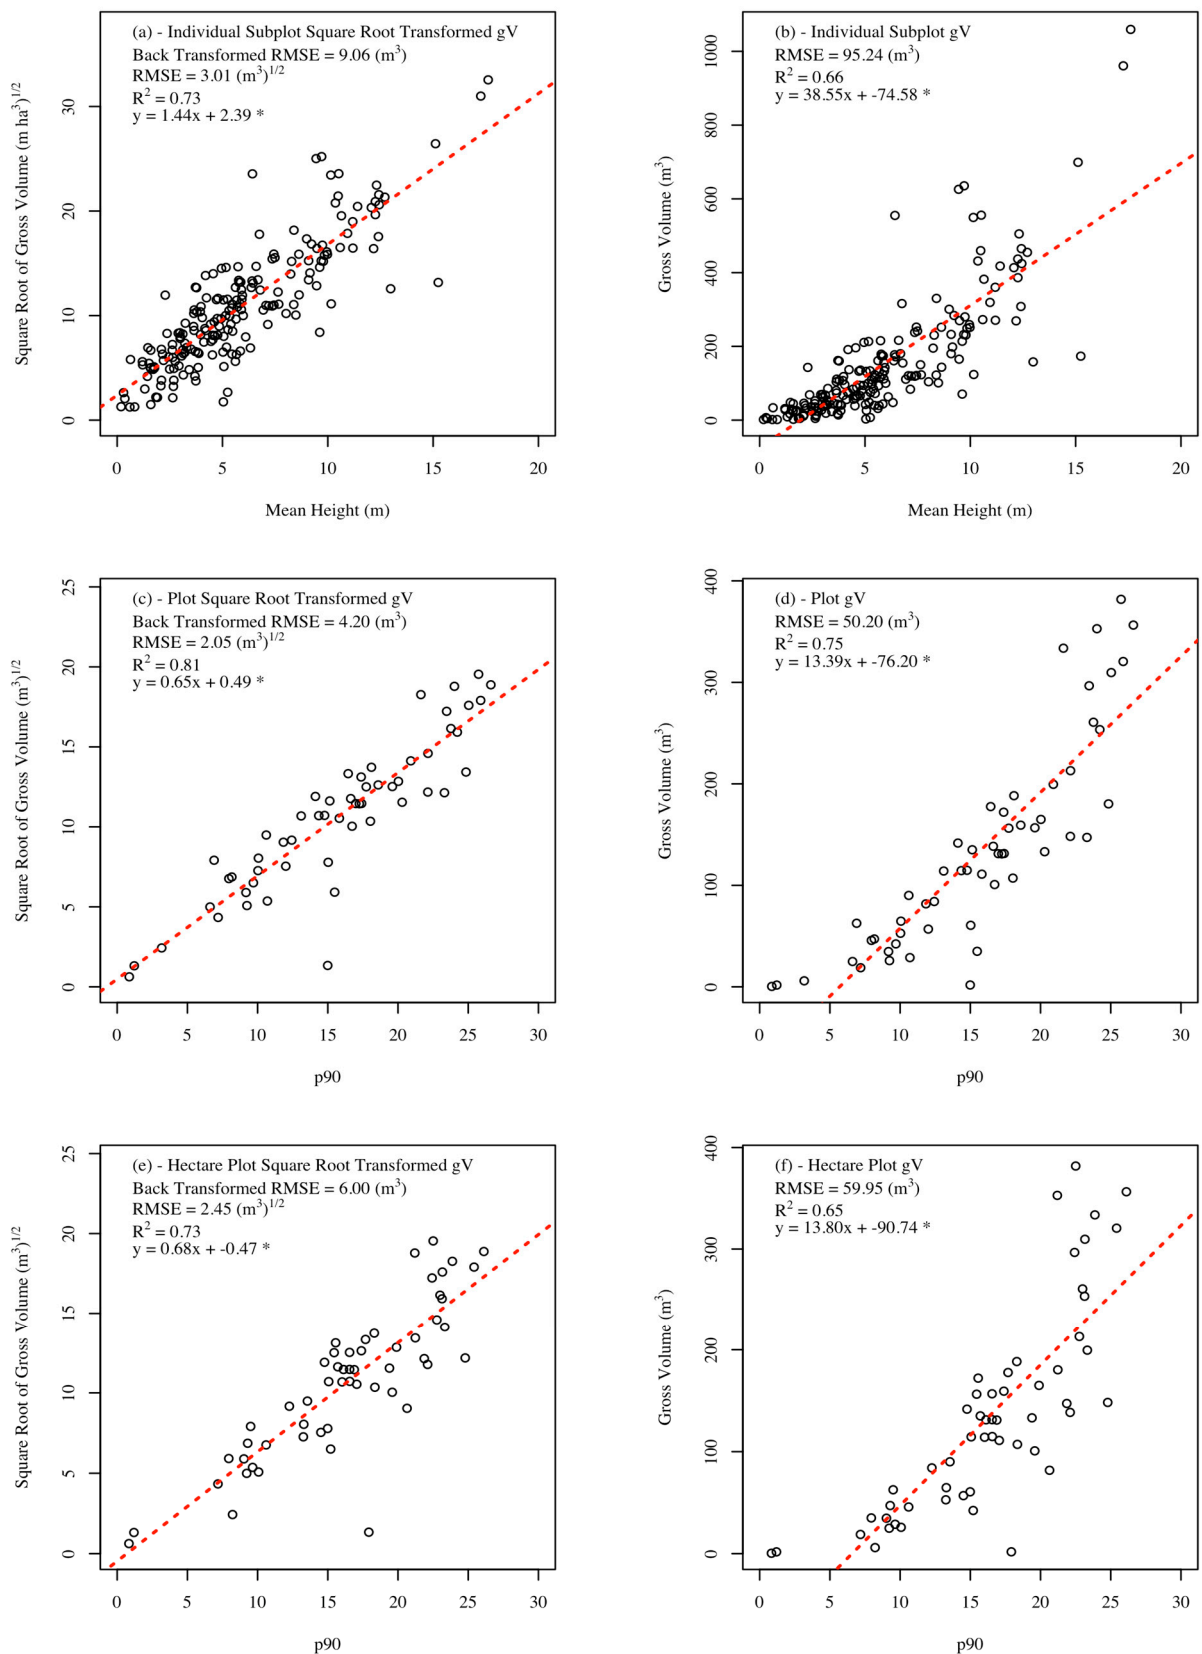 (a) - Individual Subplot Square Root Transformed gV
Back Transformed RMSE = 9.06 (m³)
RMSE = 3.01 (m³)¹/²
R² = 0.73
y = 1.44x + 2.39 *
Square Root of Gross Volume (m ha³)¹/²
0 10 20 30
0 5 10 15 20
Mean Height (m)
(b) - Individual Subplot gV
RMSE = 95.24 (m³)
R² = 0.66
y = 38.55x + -74.58 *
Gross Volume (m³)
0 200 400 600 800 1000
0 5 10 15 20
Mean Height (m)
(c) - Plot Square Root Transformed gV
Back Transformed RMSE = 4.20 (m³)
RMSE = 2.05 (m³)¹/²
R² = 0.81
y = 0.65x + 0.49 *
Square Root of Gross Volume (m³)¹/²
0 5 10 15 20 25
0 5 10 15 20 25 30
p90
(d) - Plot gV
RMSE = 50.20 (m³)
R² = 0.75
y = 13.39x + -76.20 *
Gross Volume (m³)
0 100 200 300 400
0 5 10 15 20 25 30
p90
(e) - Hectare Plot Square Root Transformed gV
Back Transformed RMSE = 6.00 (m³)
RMSE = 2.45 (m³)¹/²
R² = 0.73
y = 0.68x + -0.47 *
Square Root of Gross Volume (m³)¹/²
0 5 10 15 20 25
0 5 10 15 20 25 30
p90
(f) - Hectare Plot gV
RMSE = 59.95 (m³)
R² = 0.65
y = 13.80x + -90.74 *
Gross Volume (m³)
0 100 200 300 400
0 5 10 15 20 25 30
p90